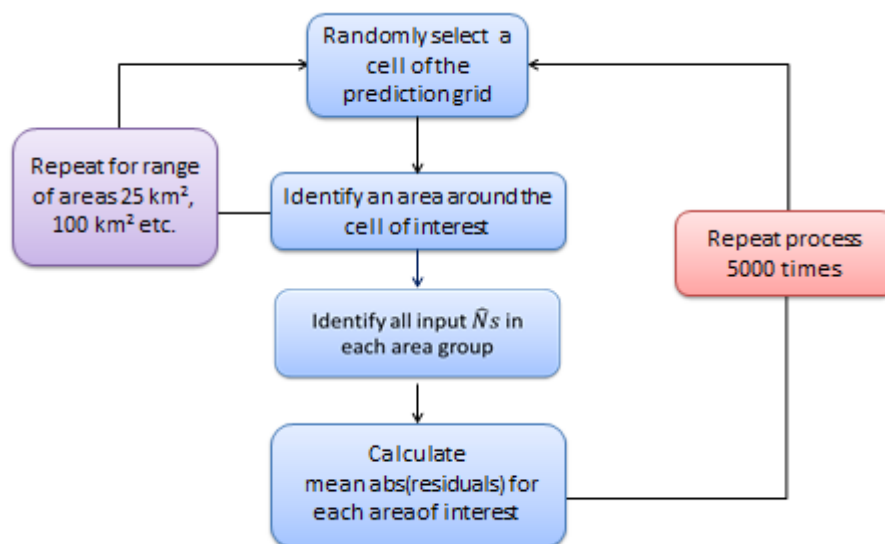 Randomly select a
cell of the
prediction grid
Repeat for range
of areas 25 km²,
100 km² etc.
Identify an area around the
cell of interest
Repeat process
5000 times
Identify all input N̂s in
each area group
Calculate
mean abs(residuals) for
each area of interest